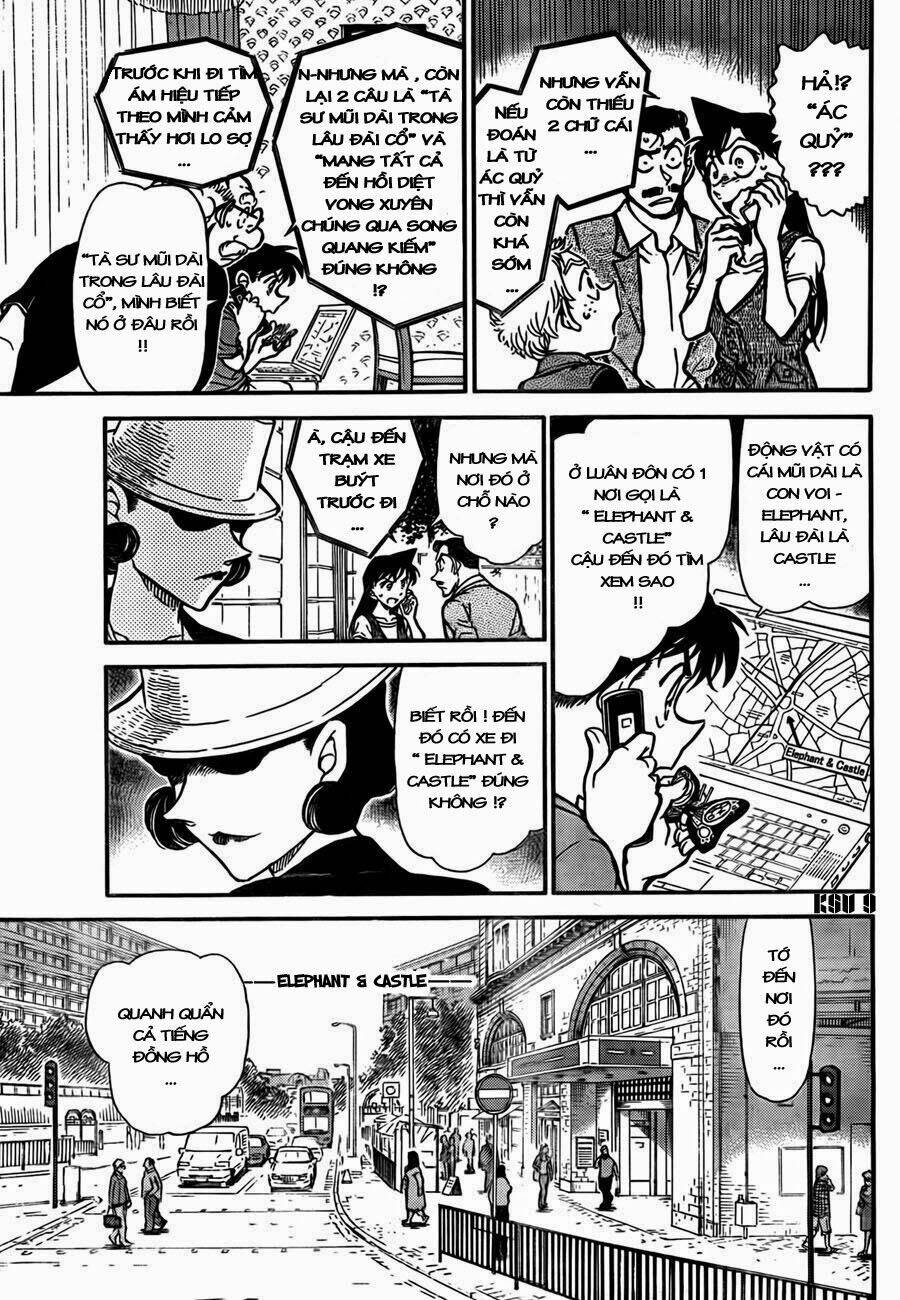 HẢ!?
"ÁC
QUỶ"
???
NHƯNG VẪN
CÒN THIẾU
2 CHỮ CÁI
...
NẾU
ĐOÁN
LÀ TỪ
ÁC QUỶ
THÌ VẪN
CÒN
KHÁ
SỚM
...
N-NHƯNG MÀ , CÒN
LẠI 2 CÂU LÀ "TÀ
SƯ MŨI DÀI TRONG
LÂU ĐÀI CỔ" VÀ
"MANG TẤT CẢ
ĐẾN HỒI DIỆT
VONG XUYÊN
CHÚNG QUA SONG
QUANG KIẾM"
ĐÚNG KHÔNG
!?
TRƯỚC KHI ĐI TÌM
ÁM HIỆU TIẾP
THEO MÌNH CẢM
THẤY HƠI LO SỢ
...
"TÀ SƯ MŨI DÀI
TRONG LÂU ĐÀI
CỔ", MÌNH BIẾT
NÓ Ở ĐÂU RỒI
!!
ĐỘNG VẬT CÓ
CÁI MŨI DÀI LÀ
CON VOI -
ELEPHANT,
LÂU ĐÀI LÀ
CASTLE
...
Ở LUÂN ĐÔN CÓ 1
NƠI GỌI LÀ
" ELEPHANT &
CASTLE"
CẬU ĐẾN ĐÓ TÌM
XEM SAO
!!
Elephant & Castle
NHƯNG MÀ
NƠI ĐÓ Ở
CHỖ NÀO
?
À, CẬU ĐẾN
TRẠM XE
BUÝT
TRƯỚC ĐI
...
BIẾT RỒI ! ĐẾN
ĐÓ CÓ XE ĐI
" ELEPHANT &
CASTLE" ĐÚNG
KHÔNG !?
KSV 9
TỚ
ĐẾN
NƠI
ĐÓ
RỒI
...
——ELEPHANT & CASTLE——
QUANH QUẨN
CẢ TIẾNG
ĐỒNG HỒ
...